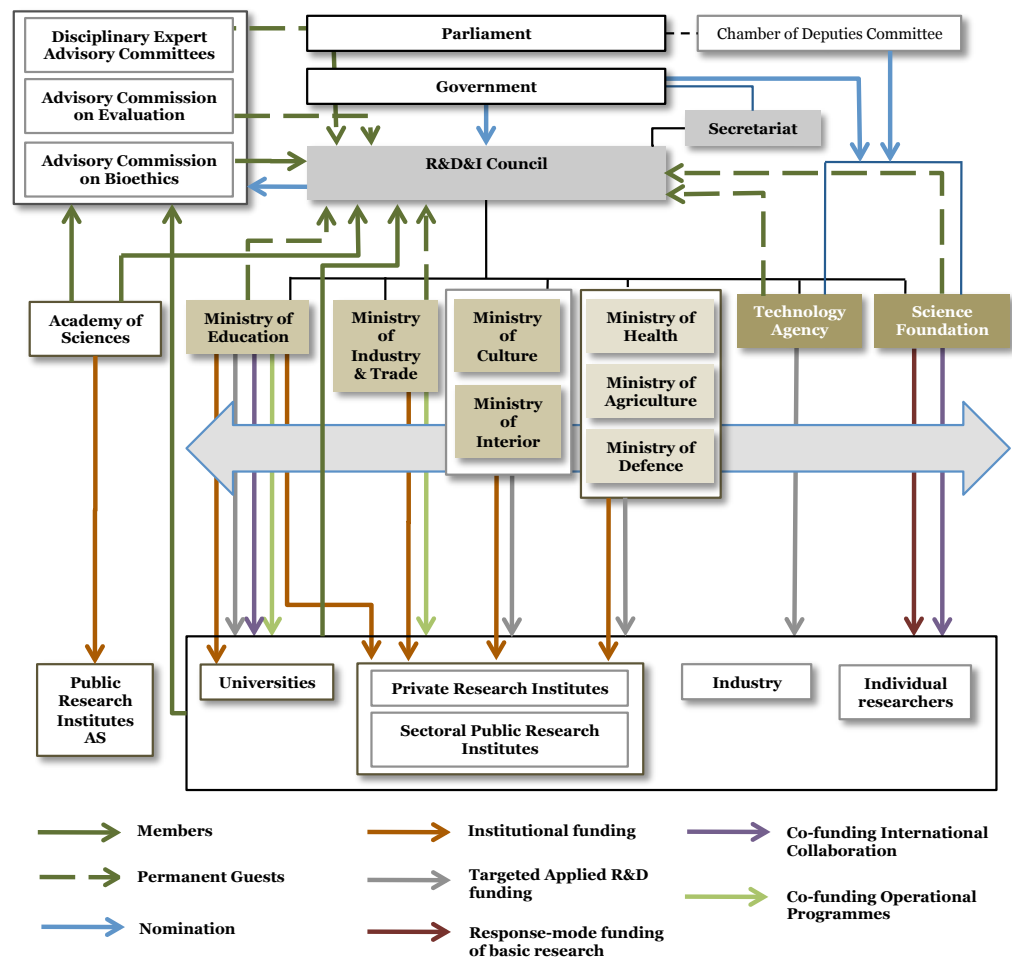 Disciplinary Expert
Advisory Committees
Advisory Commission
on Evaluation
Advisory Commission
on Bioethics
Parliament
Chamber of Deputies Committee
Government
Secretariat
R&D&I Council
Academy of
Sciences
Ministry of
Education
Ministry
of
Industry
& Trade
Ministry
of
Culture
Ministry
of
Interior
Ministry of
Health
Ministry of
Agriculture
Ministry of
Defence
Technology
Agency
Science
Foundation
Public
Research
Institutes
AS
Universities
Private Research Institutes
Sectoral Public Research
Institutes
Industry
Individual
researchers
Members
Permanent Guests
Nomination
Institutional funding
Targeted Applied R&D
funding
Response-mode funding
of basic research
Co-funding International
Collaboration
Co-funding Operational
Programmes